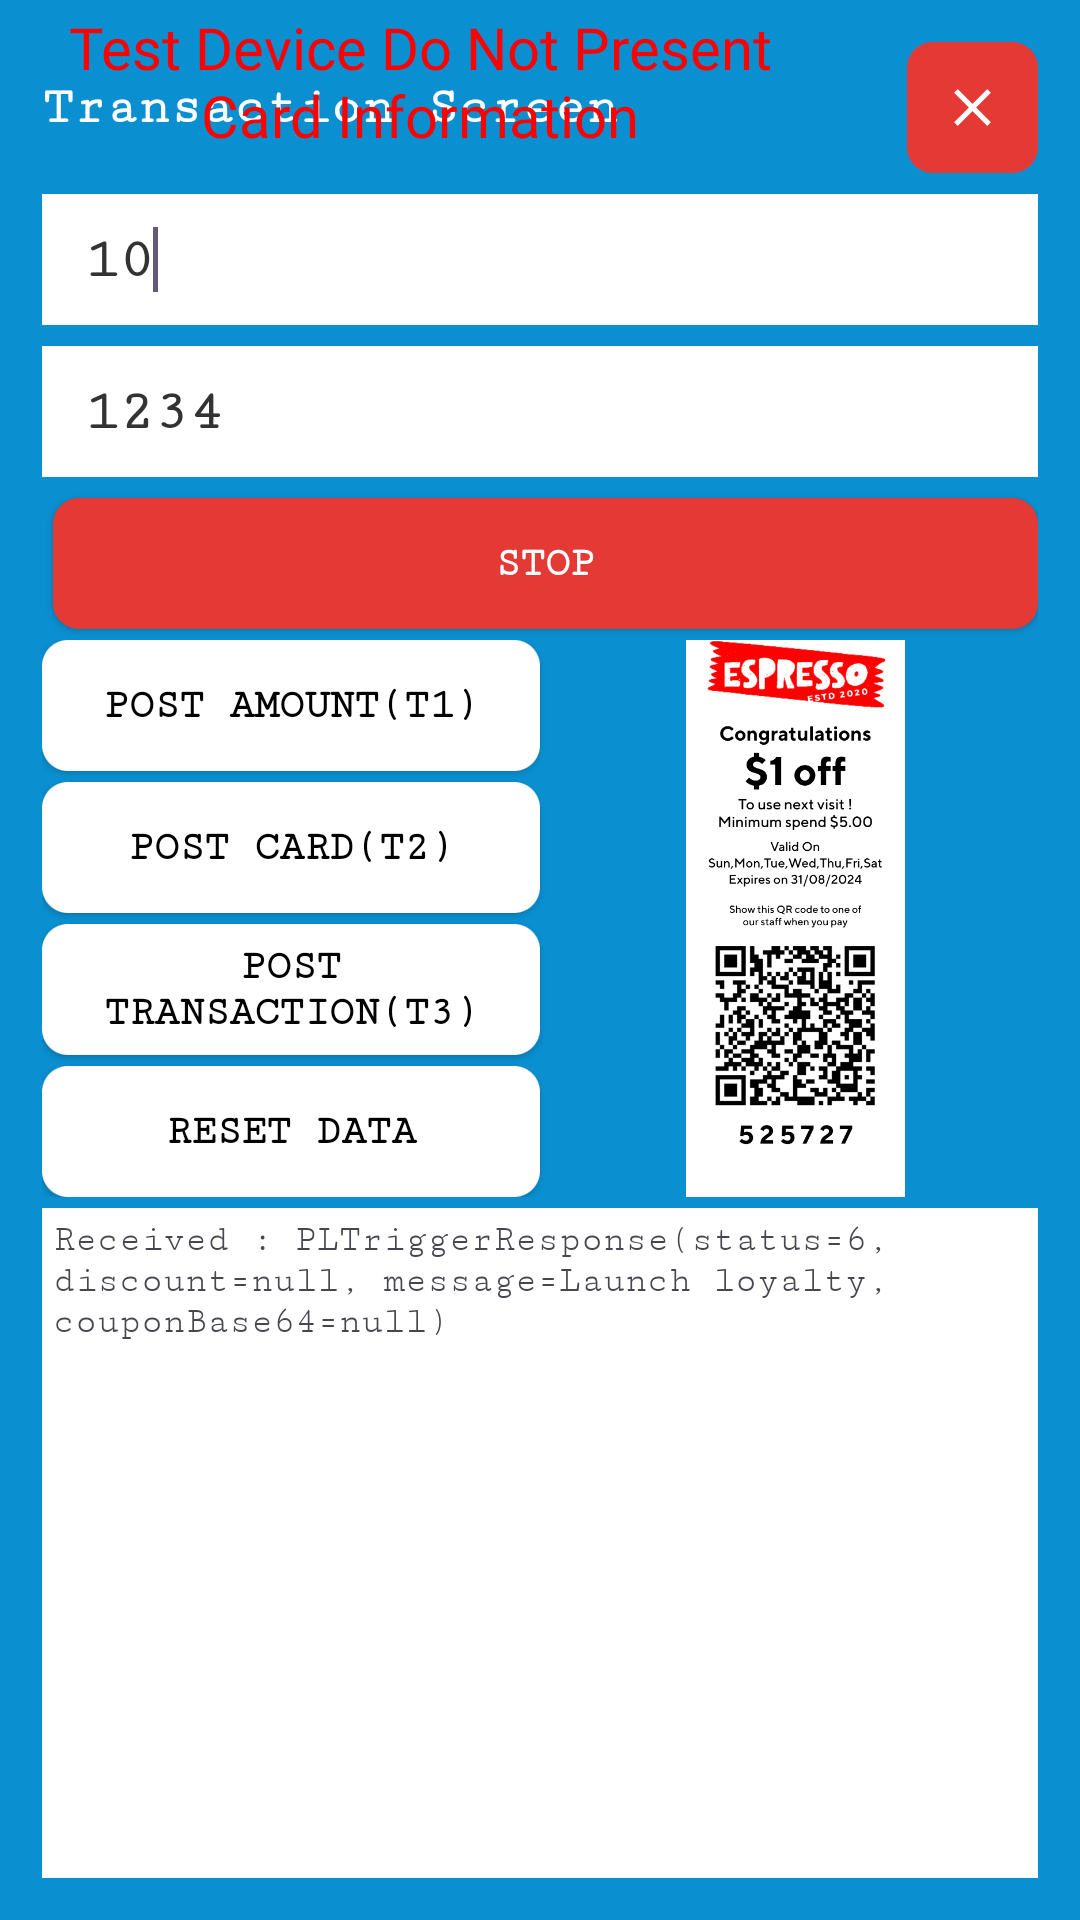 Test Device Do Not Present
Card Information
Transaction Screen
10
1234
STOP
POST AMOUNT(T1)
POST CARD(T2)
POST
TRANSACTION(T3)
RESET DATA
ESPRESSO
ESTD 2020
Congratulations
$1 off
To use next visit !
Minimum spend $5.00
Valid On
Sun,Mon,Tue,Wed,Thu,Fri,Sat
Expires on 31/08/2024
Show this QR code to one of
our staff when you pay
525727
Received : PLTriggerResponse(status=6,
discount=null, message=Launch loyalty,
couponBase64=null)